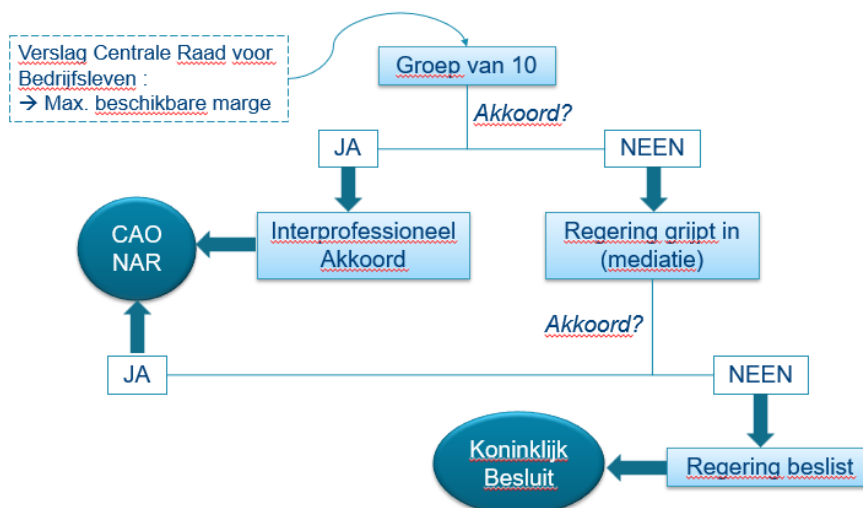 Verslag Centrale Raad voor
Bedrijfsleven :
→ Max. beschikbare marge
Groep van 10
Akkoord?
JA
NEEN
CAO
NAR
Interprofessioneel
Akkoord
Regering grijpt in
(mediatie)
Akkoord?
JA
NEEN
Koninklijk
Besluit
Regering beslist